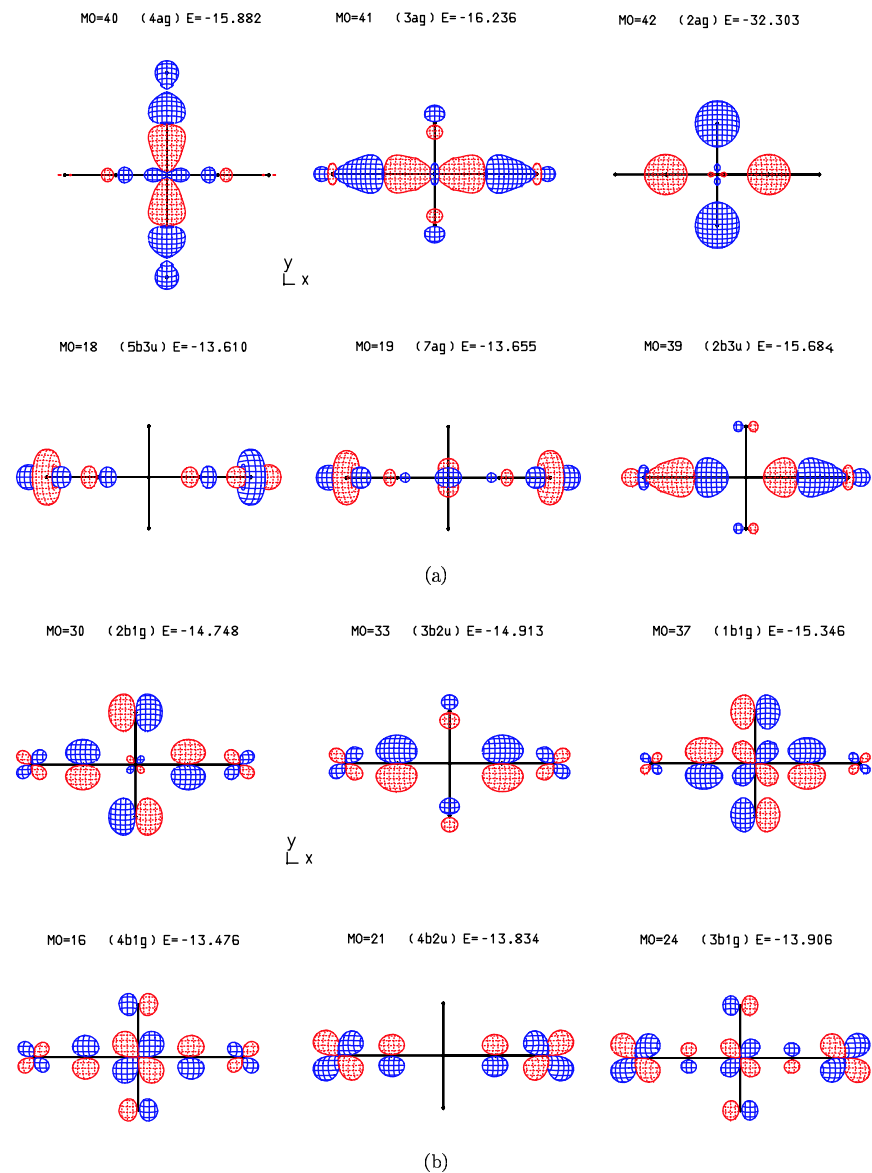 MO=40 (4ag) E=-15.882 MO=41 (3ag) E=-16.236 MO=42 (2ag) E=-32.303
y
x
MO=18 (5b3u) E=-13.610 MO=19 (7ag) E=-13.655 MO=39 (2b3u) E=-15.684
(a)
MO=30 (2b1g) E=-14.748 MO=33 (3b2u) E=-14.913 MO=37 (1b1g) E=-15.346
y
x
MO=16 (4b1g) E=-13.476 MO=21 (4b2u) E=-13.834 MO=24 (3b1g) E=-13.906
(b)